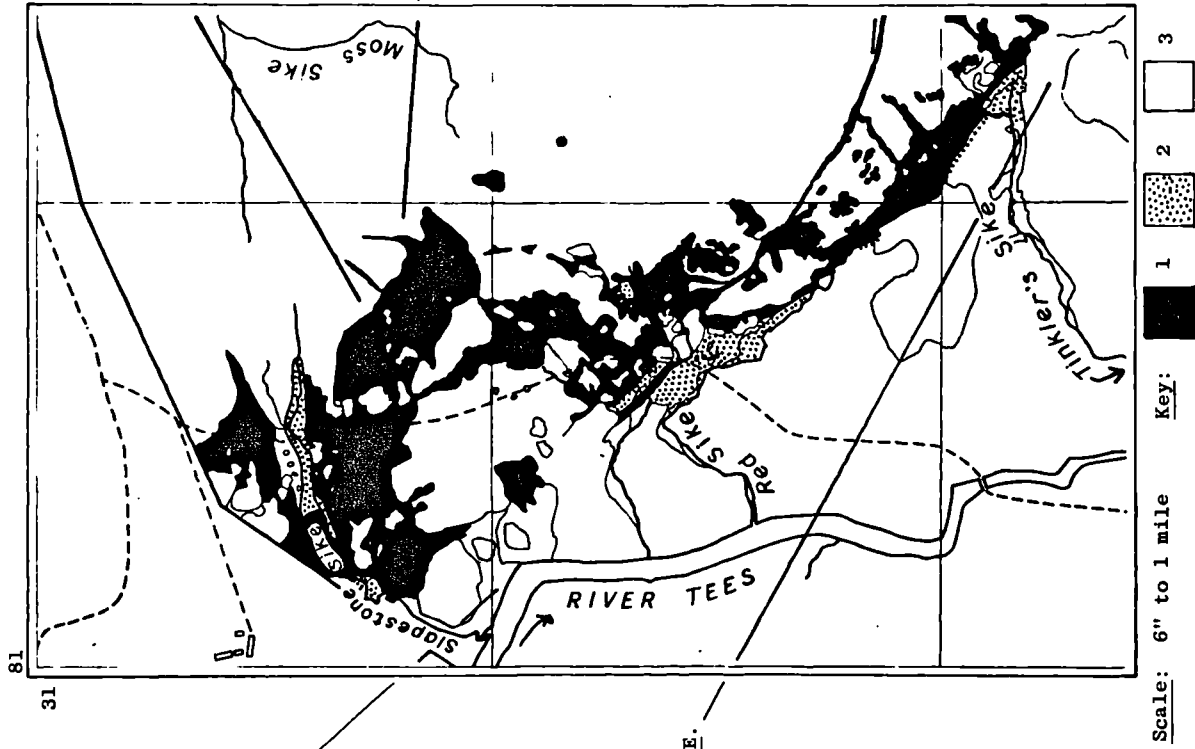 81
31
Moss
Sike
Sike
Slapestone
RIVER TEES
Red Sike
Tinkler's Sike
E.
Scale: 6" to 1 mile Key: 1 2 3